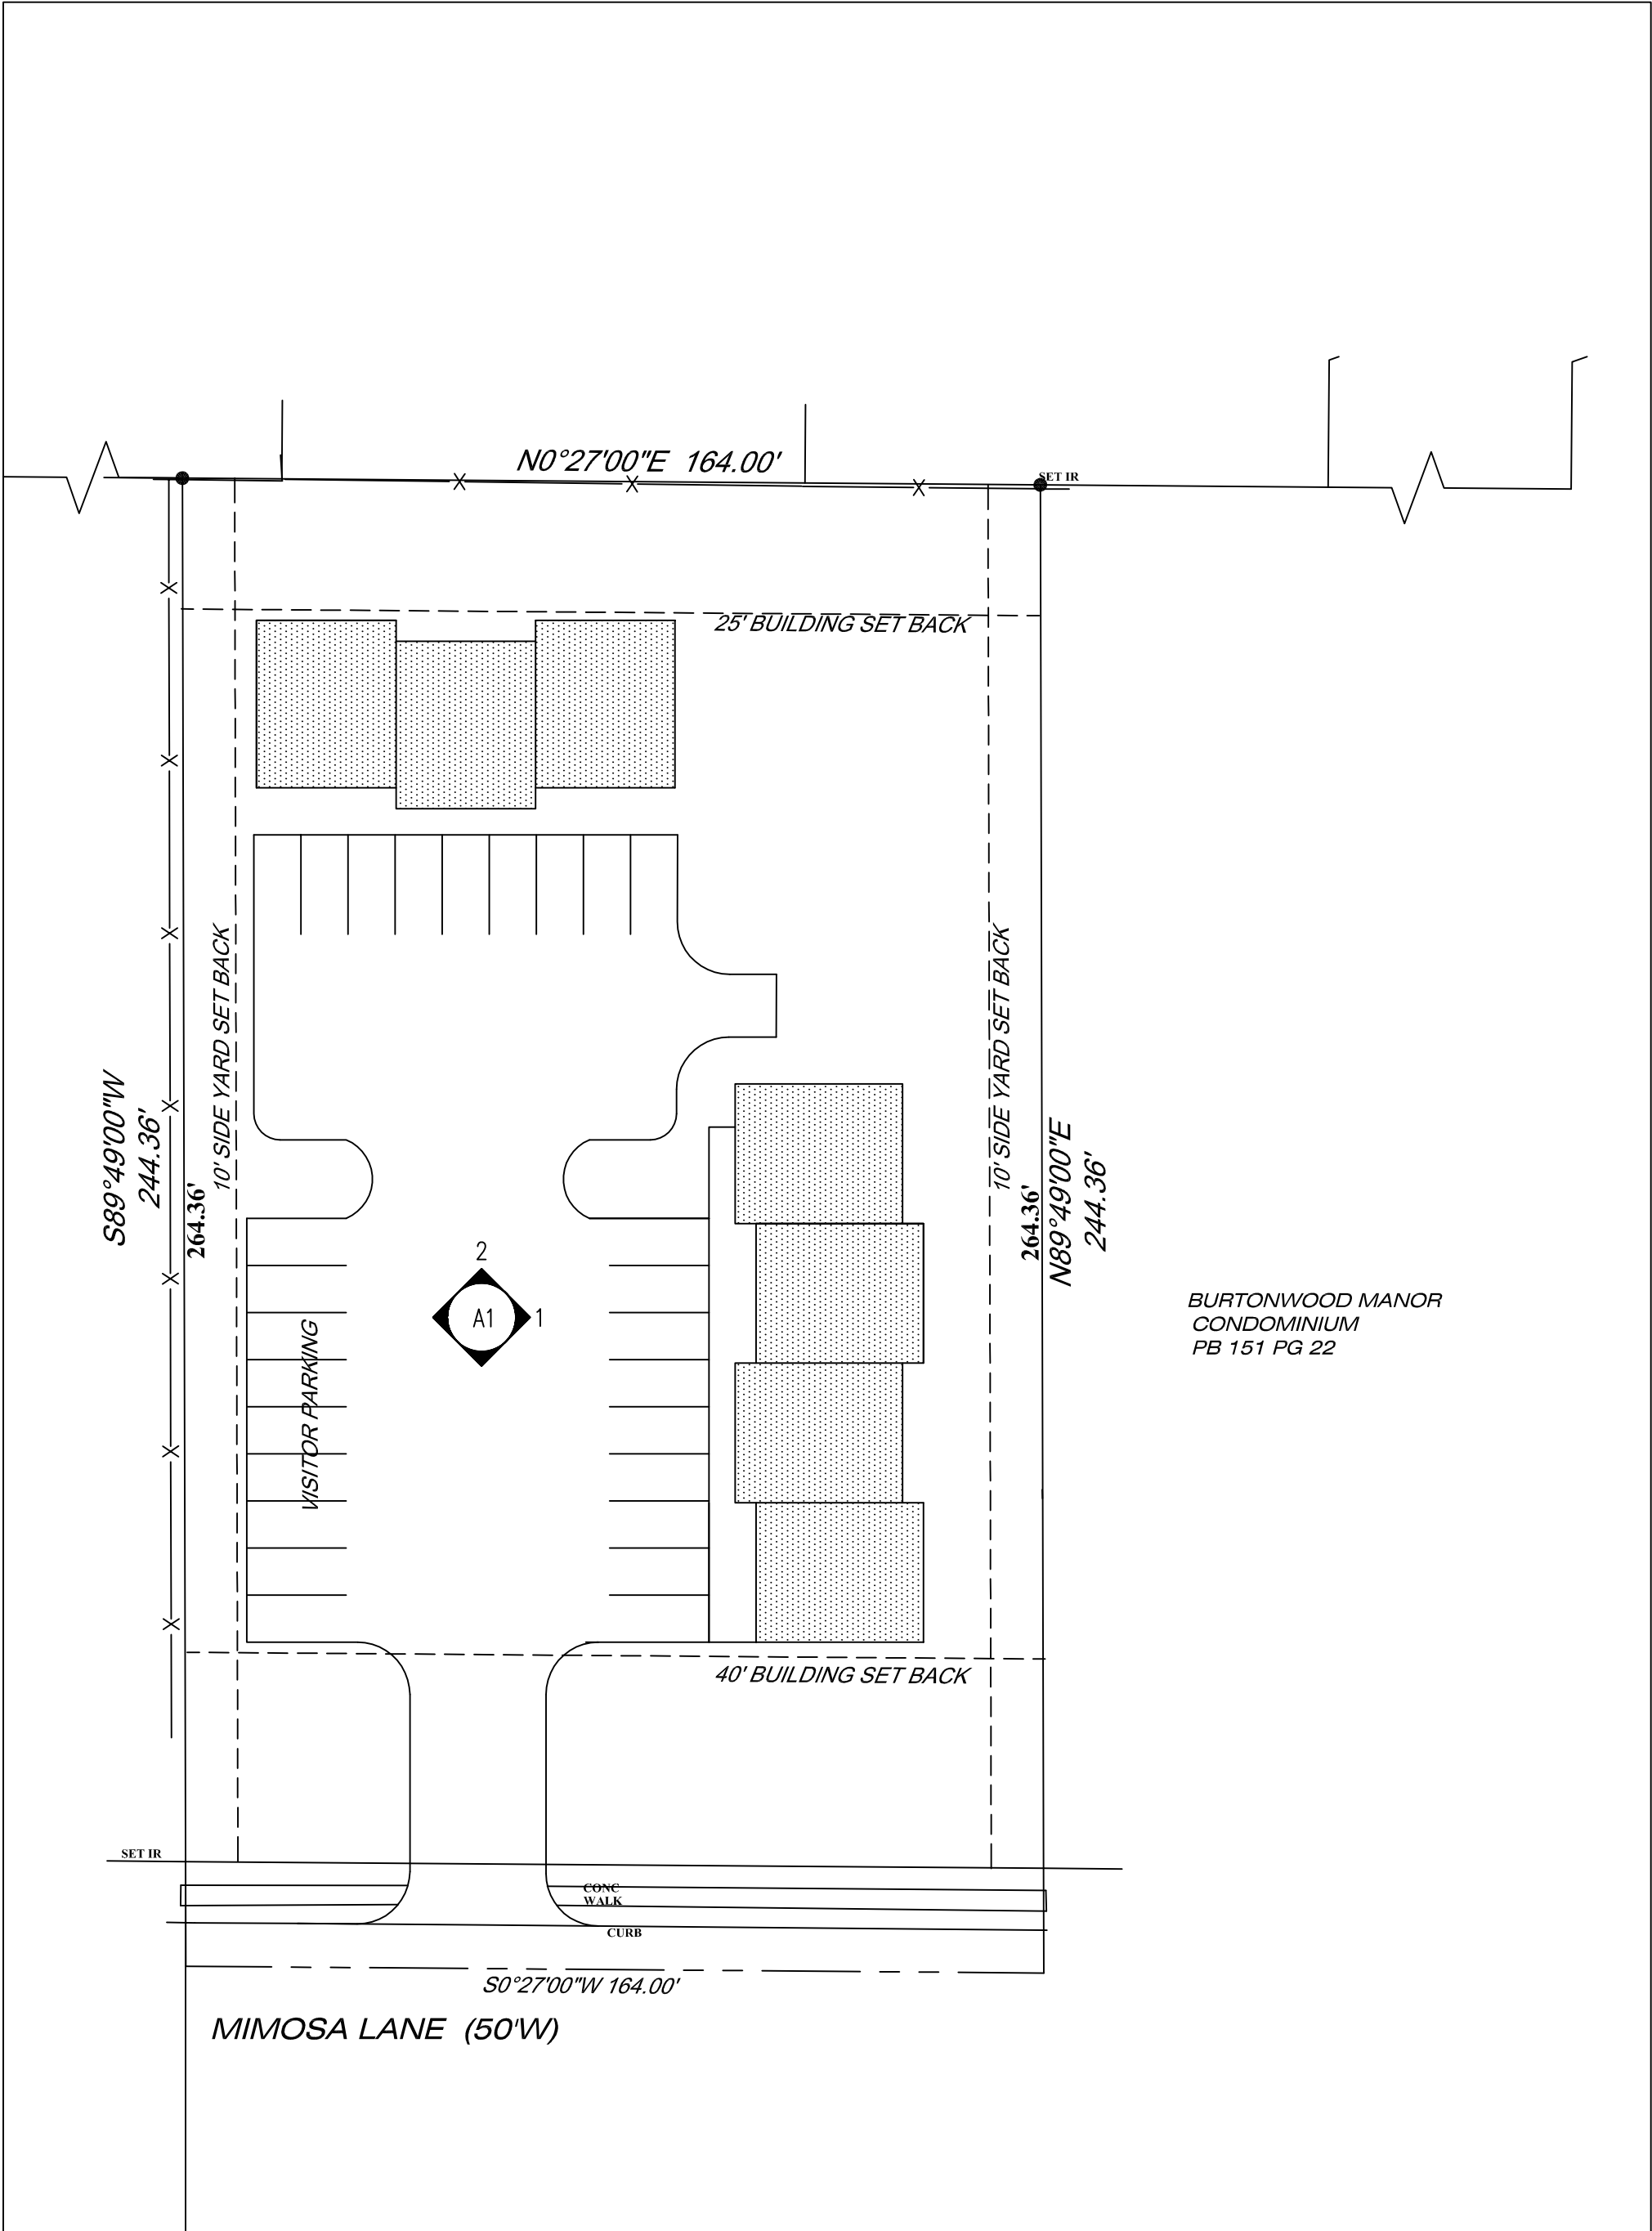 N0°27'00"E 164.00'
SET IR
25' BUILDING SET BACK
10' SIDE YARD SET BACK
10' SIDE YARD SET BACK
S89°49'00"W
244.36'
264.36'
264.36'
N89°49'00"E
244.36'
2
A1
1
VISITOR PARKING
BURTONWOOD MANOR
CONDOMINIUM
PB 151 PG 22
40' BUILDING SET BACK
SET IR
CONC
WALK
CURB
S0°27'00"W 164.00'
MIMOSA LANE (50'W)